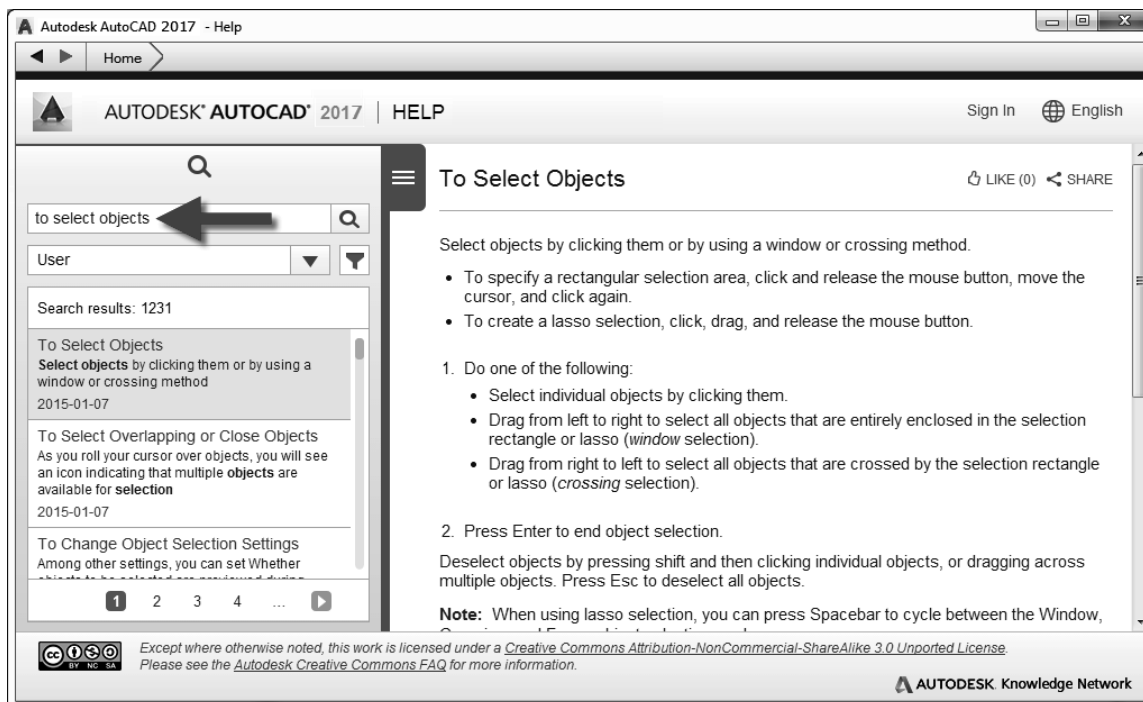 Autodesk AutoCAD 2017 - Help
Home
AUTODESK® AUTOCAD® 2017 | HELP
Sign In
English
to select objects
User
Search results: 1231
To Select Objects
Select objects by clicking them or by using a
window or crossing method
2015-01-07
To Select Overlapping or Close Objects
As you roll your cursor over objects, you will see
an icon indicating that multiple objects are
available for selection
2015-01-07
To Change Object Selection Settings
Among other settings, you can set Whether
1 2 3 4 ...
To Select Objects
LIKE (0) SHARE
Select objects by clicking them or by using a window or crossing method.
• To specify a rectangular selection area, click and release the mouse button, move the
cursor, and click again.
• To create a lasso selection, click, drag, and release the mouse button.
1. Do one of the following:
• Select individual objects by clicking them.
• Drag from left to right to select all objects that are entirely enclosed in the selection
rectangle or lasso (window selection).
• Drag from right to left to select all objects that are crossed by the selection rectangle
or lasso (crossing selection).
2. Press Enter to end object selection.
Deselect objects by pressing shift and then clicking individual objects, or dragging across
multiple objects. Press Esc to deselect all objects.
Note: When using lasso selection, you can press Spacebar to cycle between the Window,
cc BY NC SA
Except where otherwise noted, this work is licensed under a Creative Commons Attribution-NonCommercial-ShareAlike 3.0 Unported License.
Please see the Autodesk Creative Commons FAQ for more information.
AUTODESK. Knowledge Network